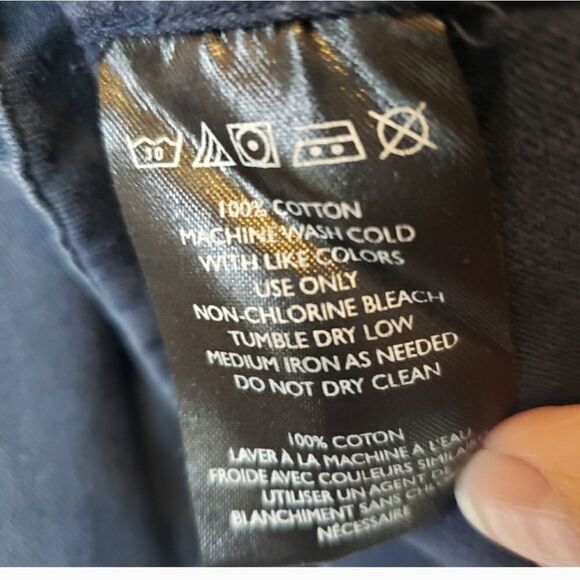 30
100% COTTON
MACHINE WASH COLD
WITH LIKE COLORS
USE ONLY
NON-CHLORINE BLEACH
TUMBLE DRY LOW
MEDIUM IRON AS NEEDED
DO NOT DRY CLEAN
100% COTON
LAVER À LA MACHINE À L'EAU
FROIDE AVEC COULEURS
UTILISER UN AGENT
BLANCHIMENT SANS
NÉCESSAIRE